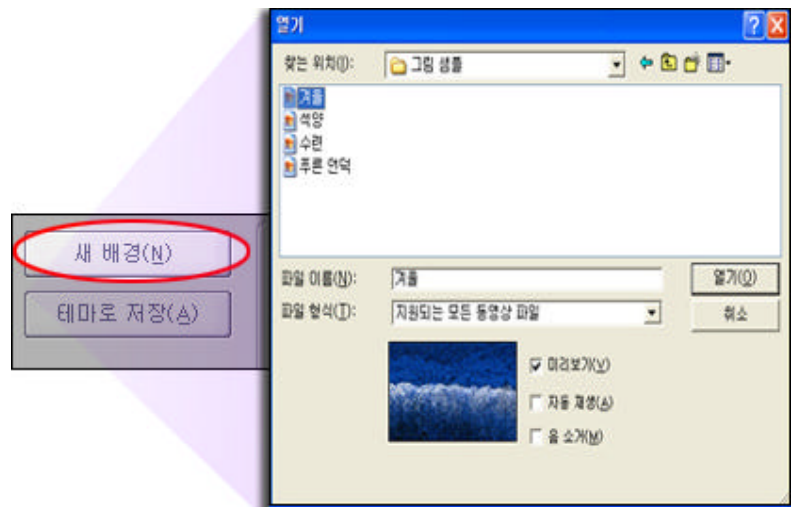 열기
찾는 위치(I):
그림 샘플
겨울
석양
수련
푸른 언덕
새 배경(N)
테마로 저장(A)
파일 이름(N):
겨울
열기(O)
파일 형식(T):
지원되는 모든 동영상 파일
취소
미리보기(V)
자동 재생(A)
음 소거(M)